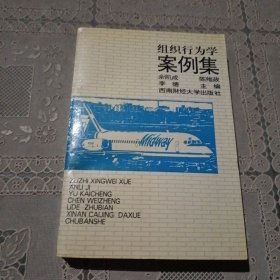 组织行为学
案例集
余凯成 陈维政
李德 主编
西南财经大学出版社
Midway
ZUZHI XINGWEI XUE
ANLI JI
YU KAICHENG
CHEN WEIZHENG
LIDE ZHUBIAN
XINAN CAIJING DAXUE
CHUBANSHE